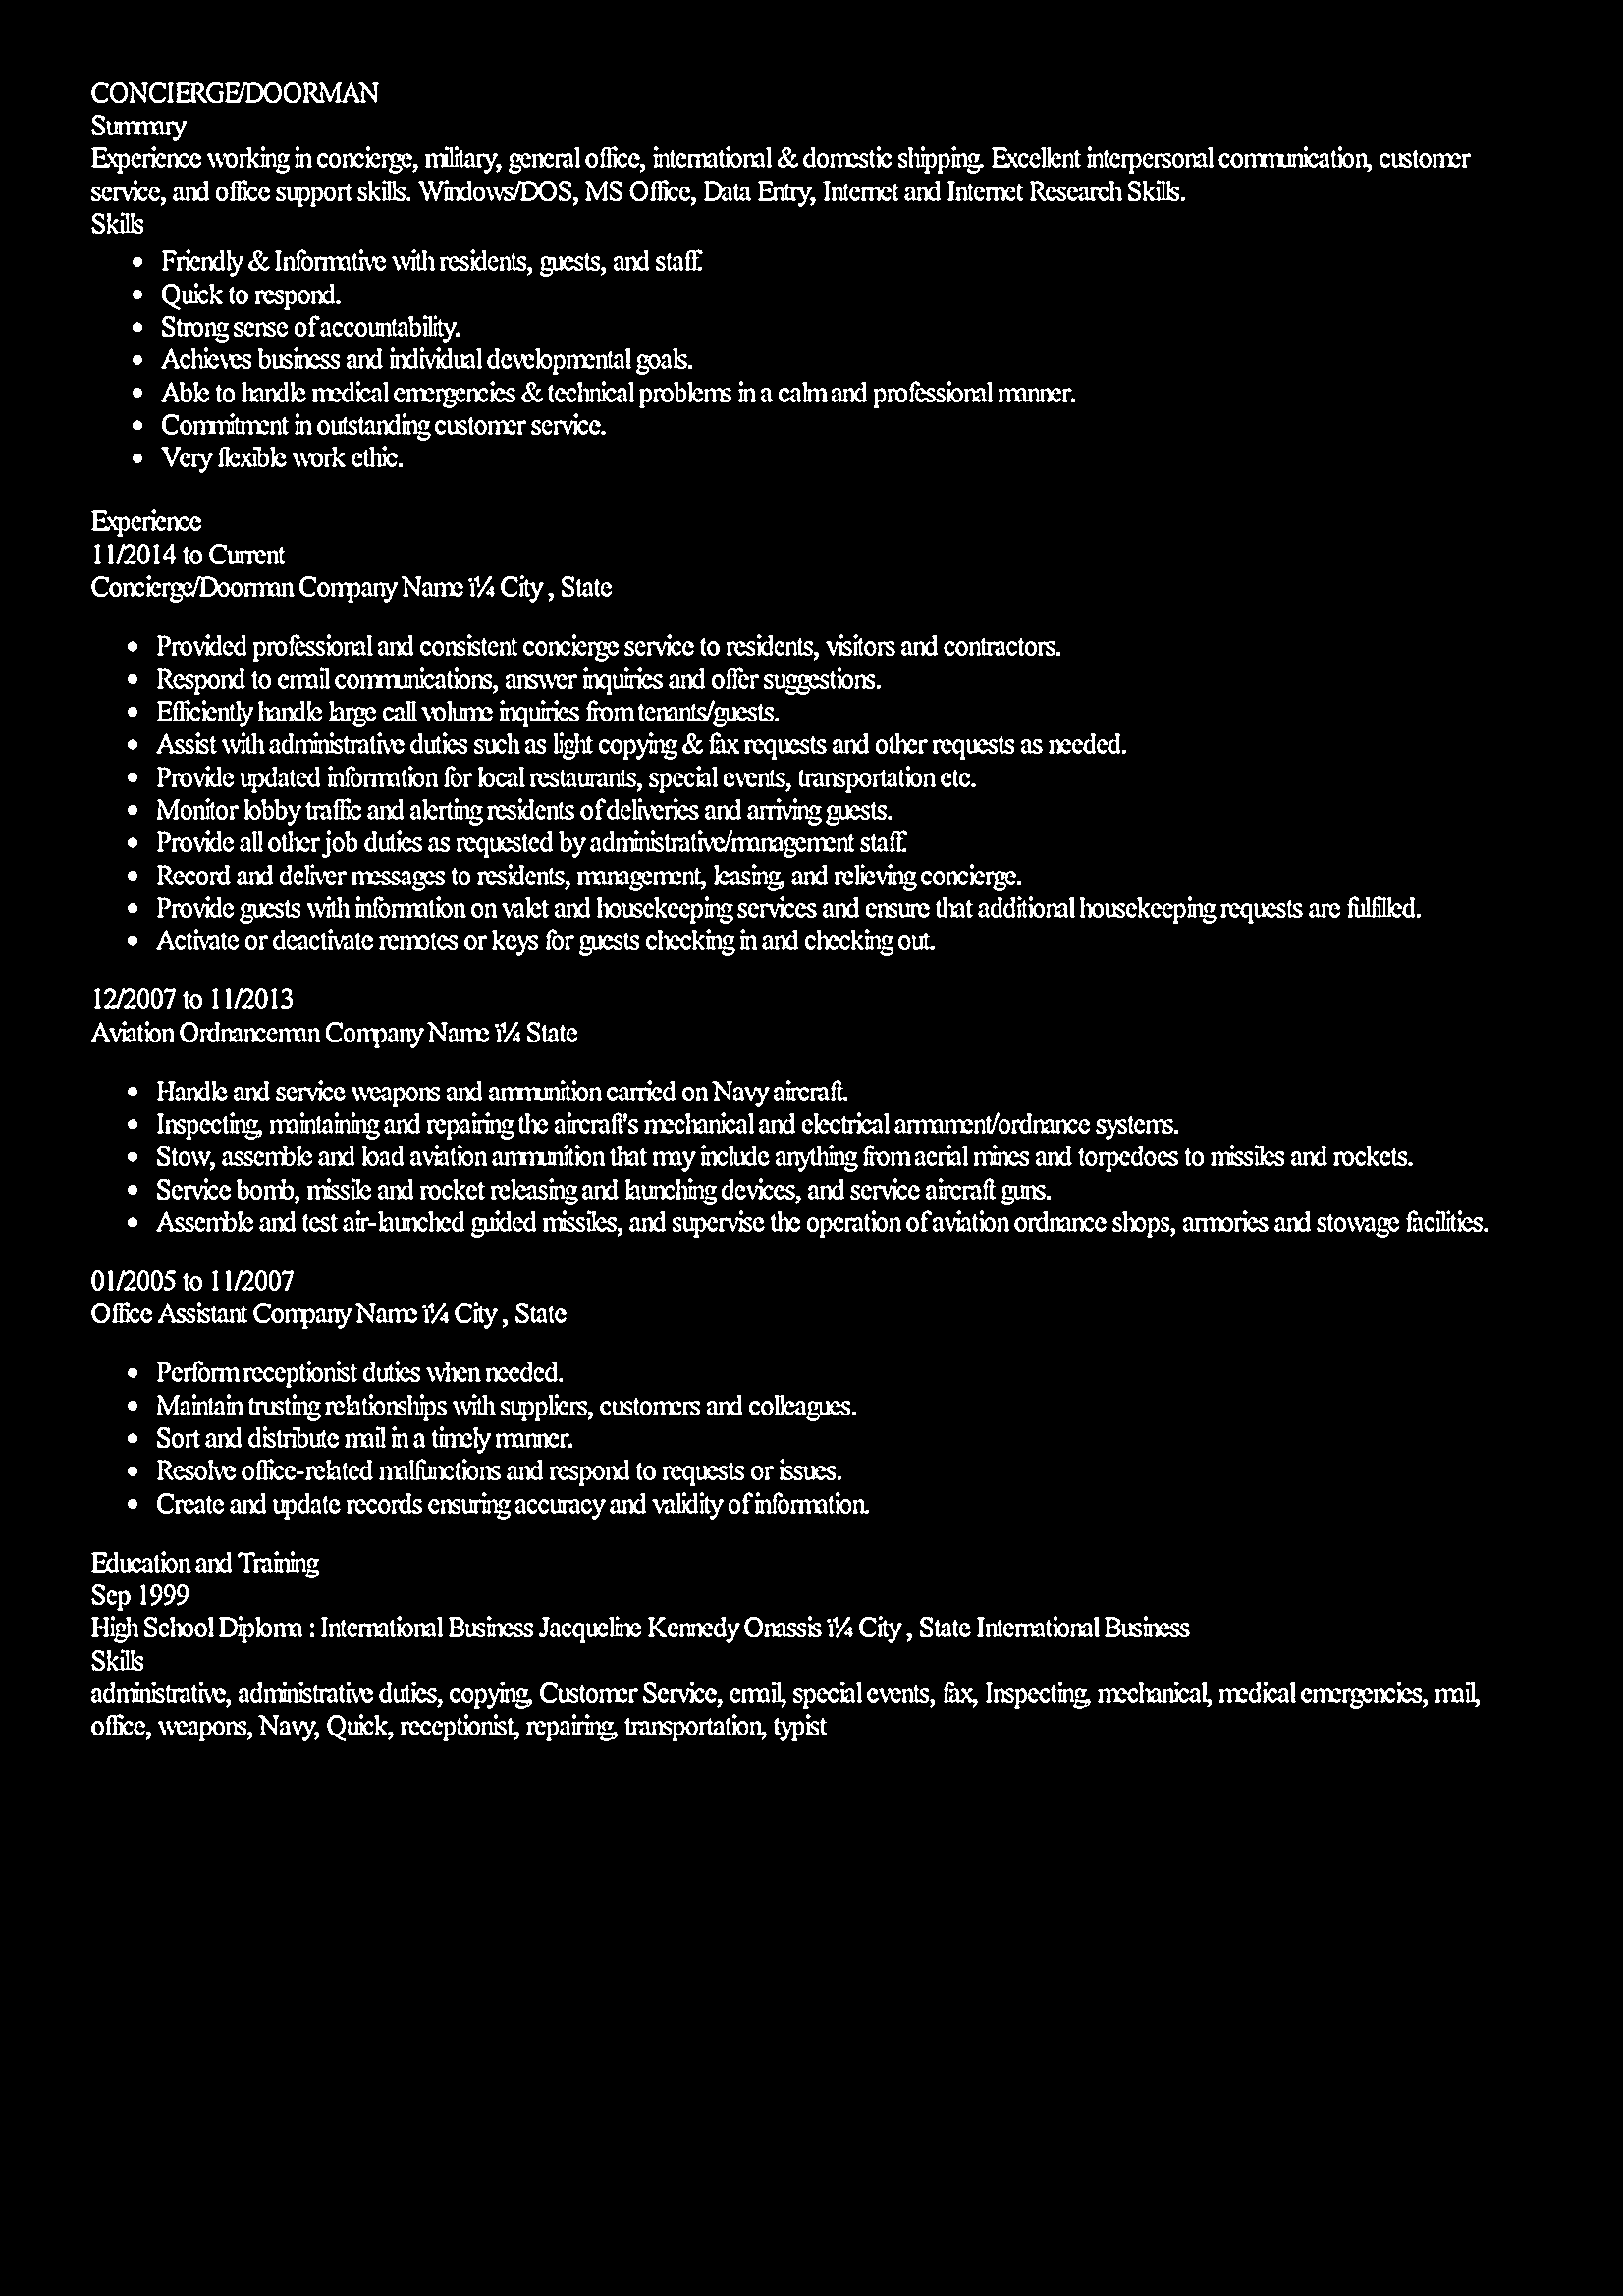 CONCIERGE/DOORMAN
Summary
Experience working in concierge, military, general office, international & domestic shipping. Excellent interpersonal communication, customer
service, and office support skills. Windows/DOS, MS Office, Data Entry, Internet and Internet Research Skills.
Skills
• Friendly & Informative with residents, guests, and staff.
• Quick to respond.
• Strong sense of accountability.
• Achieves business and individual developmental goals.
• Able to handle medical emergencies & technical problems in a calm and professional manner.
• Commitment in outstanding customer service.
• Very flexible work ethic.
Experience
11/2014 to Current
Concierge/Doorman Company Name ï¼ City , State
• Provided professional and consistent concierge service to residents, visitors and contractors.
• Respond to email communications, answer inquiries and offer suggestions.
• Efficiently handle large call volume inquiries from tenants/guests.
• Assist with administrative duties such as light copying & fax requests and other requests as needed.
• Provide updated information for local restaurants, special events, transportation etc.
• Monitor lobby traffic and alerting residents of deliveries and arriving guests.
• Provide all other job duties as requested by administrative/management staff.
• Record and deliver messages to residents, management, leasing, and relieving concierge.
• Provide guests with information on valet and housekeeping services and ensure that additional housekeeping requests are fulfilled.
• Activate or deactivate remotes or keys for guests checking in and checking out.
12/2007 to 11/2013
Aviation Ordnanceman Company Name ï¼ State
• Handle and service weapons and ammunition carried on Navy aircraft.
• Inspecting, maintaining and repairing the aircraft's mechanical and electrical armament/ordnance systems.
• Stow, assemble and load aviation ammunition that may include anything from aerial mines and torpedoes to missiles and rockets.
• Service bomb, missile and rocket releasing and launching devices, and service aircraft guns.
• Assemble and test air-launched guided missiles, and supervise the operation of aviation ordnance shops, armories and stowage facilities.
01/2005 to 11/2007
Office Assistant Company Name ï¼ City , State
• Perform receptionist duties when needed.
• Maintain trusting relationships with suppliers, customers and colleagues.
• Sort and distribute mail in a timely manner.
• Resolve office-related malfunctions and respond to requests or issues.
• Create and update records ensuring accuracy and validity of information.
Education and Training
Sep 1999
High School Diploma : International Business Jacqueline Kennedy Onassis ï¼ City , State International Business
Skills
administrative, administrative duties, copying, Customer Service, email, special events, fax, Inspecting, mechanical, medical emergencies, mail,
office, weapons, Navy, Quick, receptionist, repairing, transportation, typist